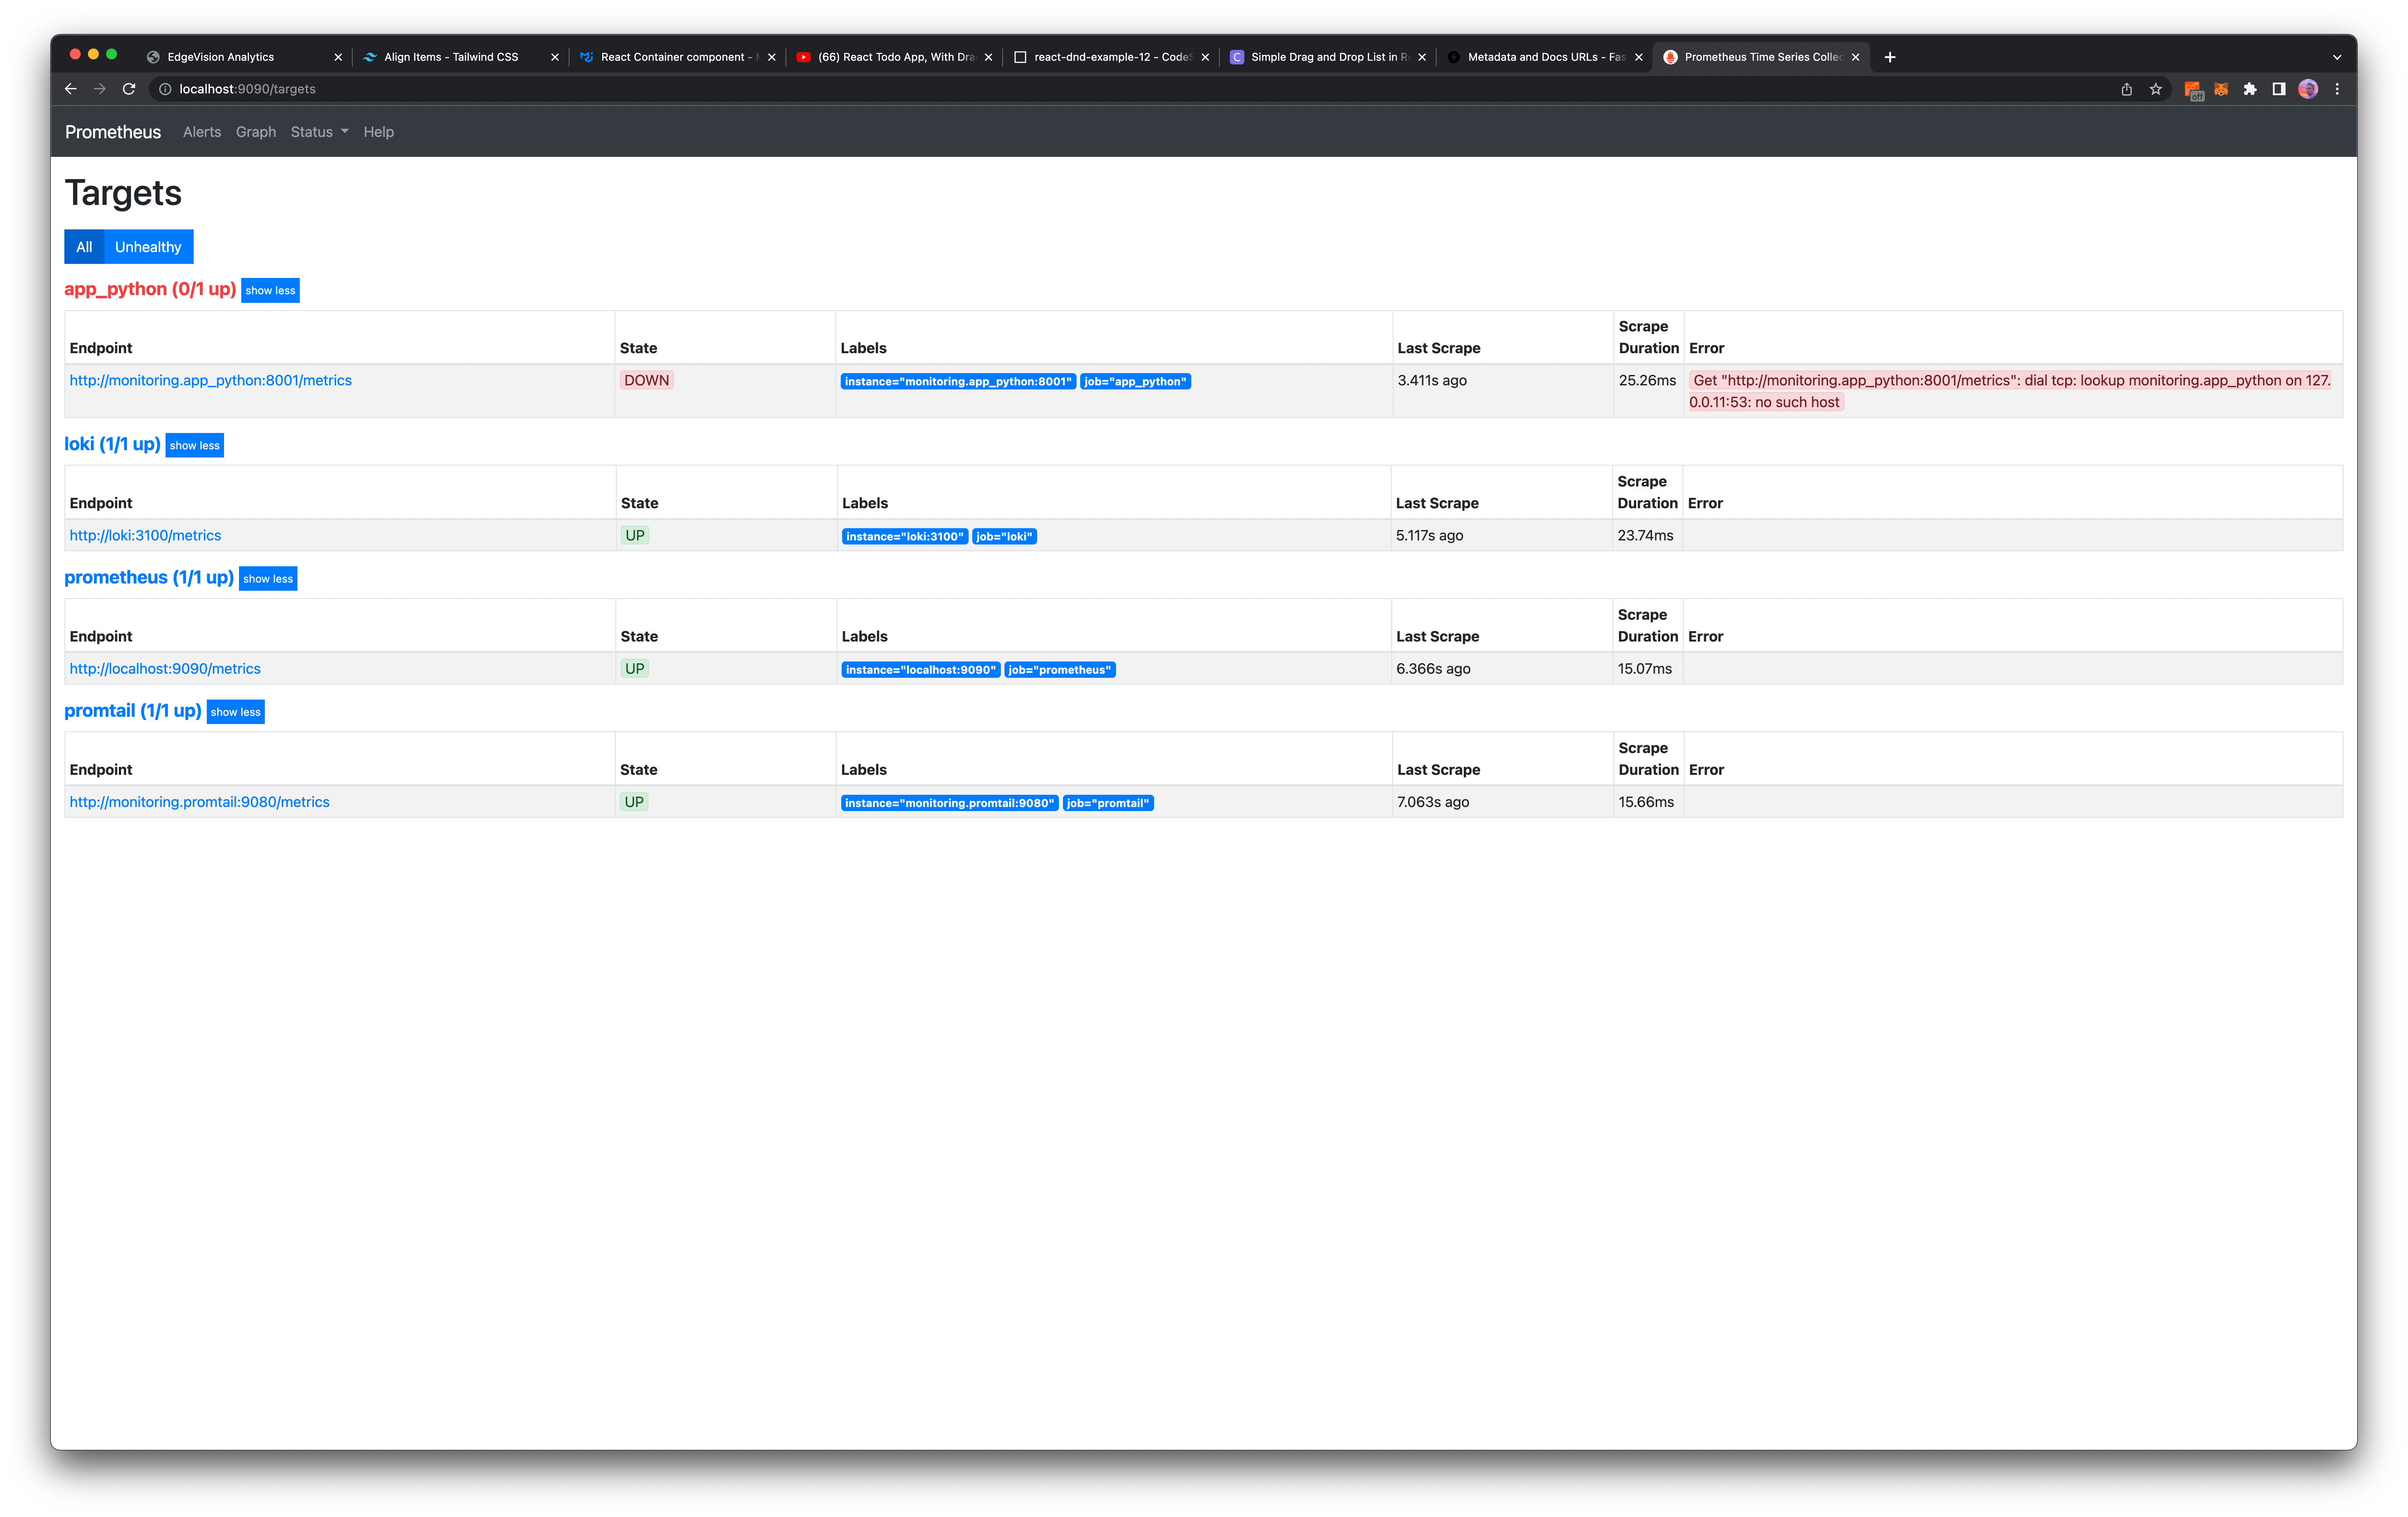 EdgeVision Analytics
Align Items - Tailwind CSS
React Container component -
(66) React Todo App, With Dra
react-dnd-example-12 - Code
C Simple Drag and Drop List in R
Metadata and Docs URLs - Fas
Prometheus Time Series Collec
localhost:9090/targets
off
Prometheus Alerts Graph Status Help
Targets
All Unhealthy
app_python (0/1 up) show less
Endpoint State Labels Last Scrape Scrape Duration Error
http://monitoring.app_python:8001/metrics DOWN instance="monitoring.app_python:8001" job="app_python" 3.411s ago 25.26ms Get "http://monitoring.app_python:8001/metrics": dial tcp: lookup monitoring.app_python on 127.
0.0.11:53: no such host
loki (1/1 up) show less
Endpoint State Labels Last Scrape Scrape Duration Error
http://loki:3100/metrics UP instance="loki:3100" job="loki" 5.117s ago 23.74ms
prometheus (1/1 up) show less
Endpoint State Labels Last Scrape Scrape Duration Error
http://localhost:9090/metrics UP instance="localhost:9090" job="prometheus" 6.366s ago 15.07ms
promtail (1/1 up) show less
Endpoint State Labels Last Scrape Scrape Duration Error
http://monitoring.promtail:9080/metrics UP instance="monitoring.promtail:9080" job="promtail" 7.063s ago 15.66ms